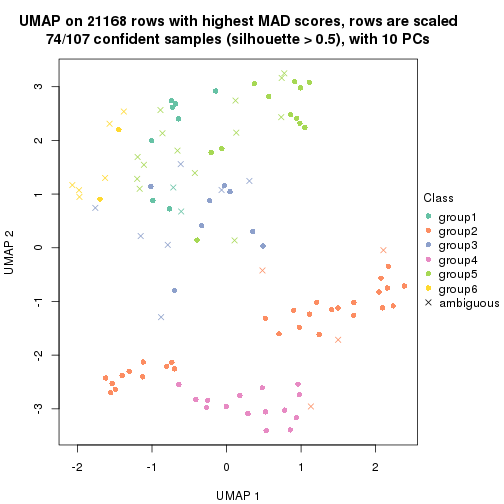 UMAP on 21168 rows with highest MAD scores, rows are scaled
74/107 confident samples (silhouette > 0.5), with 10 PCs
3
2
1
0
-1
-2
-3
UMAP 2
-2
-1
0
1
2
UMAP 1
Class
group1
group2
group3
group4
group5
group6
ambiguous